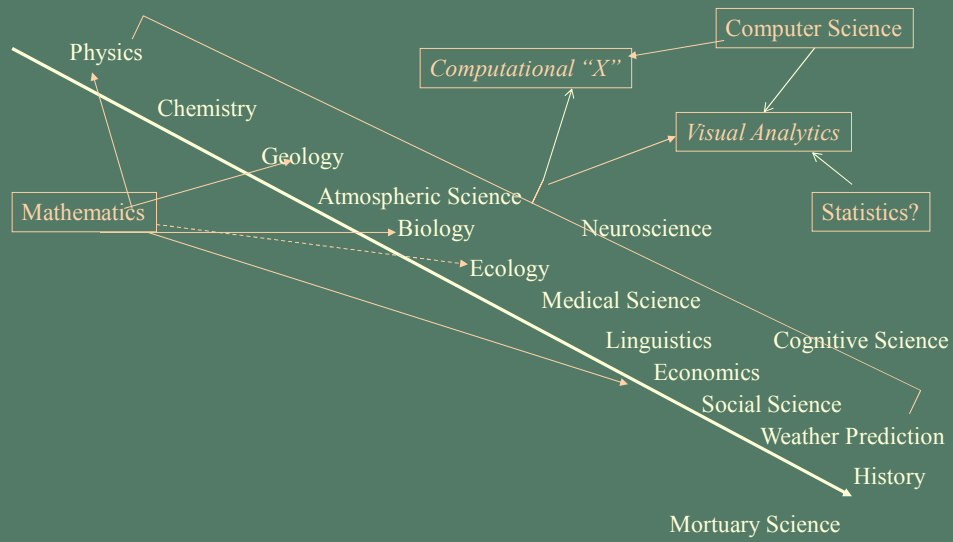 Computer Science
Physics
Computational “X”
Chemistry
Visual Analytics
Geology
Atmospheric Science
Mathematics
Statistics?
Biology
Neuroscience
Ecology
Medical Science
Linguistics
Cognitive Science
Economics
Social Science
Weather Prediction
History
Mortuary Science